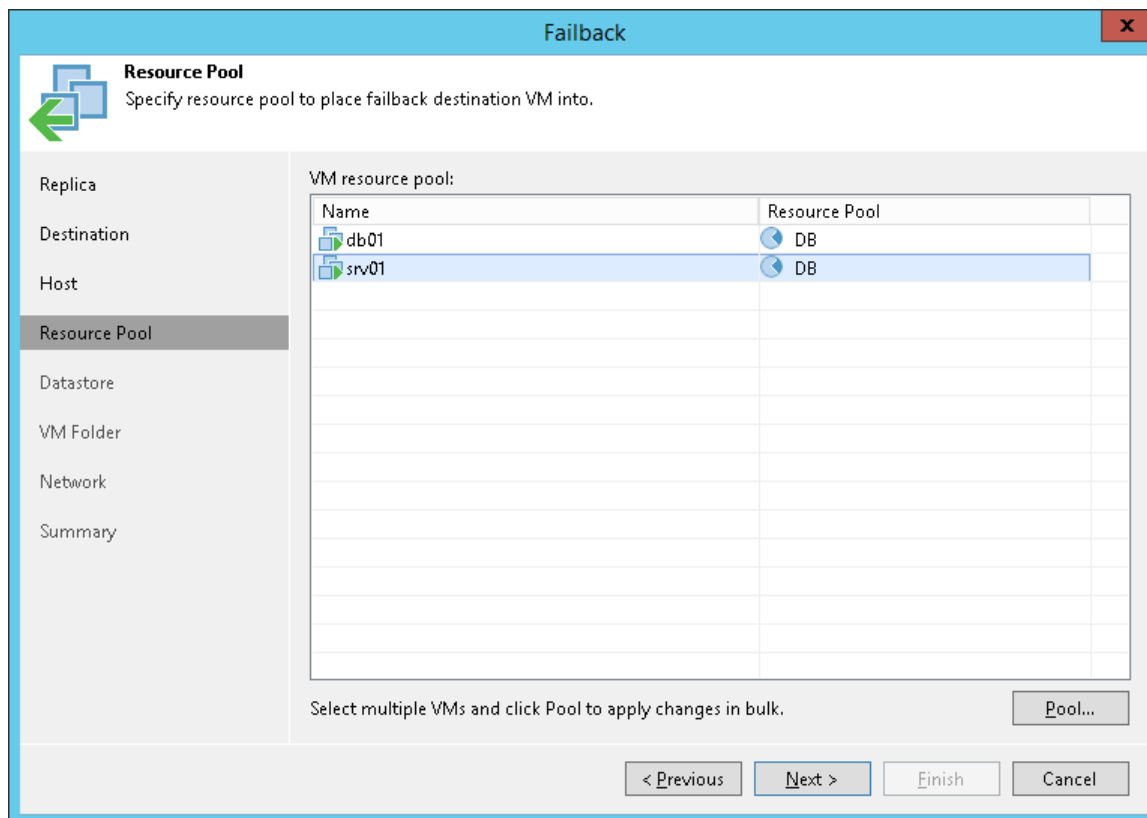 Failback
x
Resource Pool
Specify resource pool to place failback destination VM into.
Replica
Destination
Host
Resource Pool
Datastore
VM Folder
Network
Summary
VM resource pool:
Name Resource Pool
db01 DB
srv01 DB
Select multiple VMs and click Pool to apply changes in bulk.
Pool...
< Previous Next > Finish Cancel